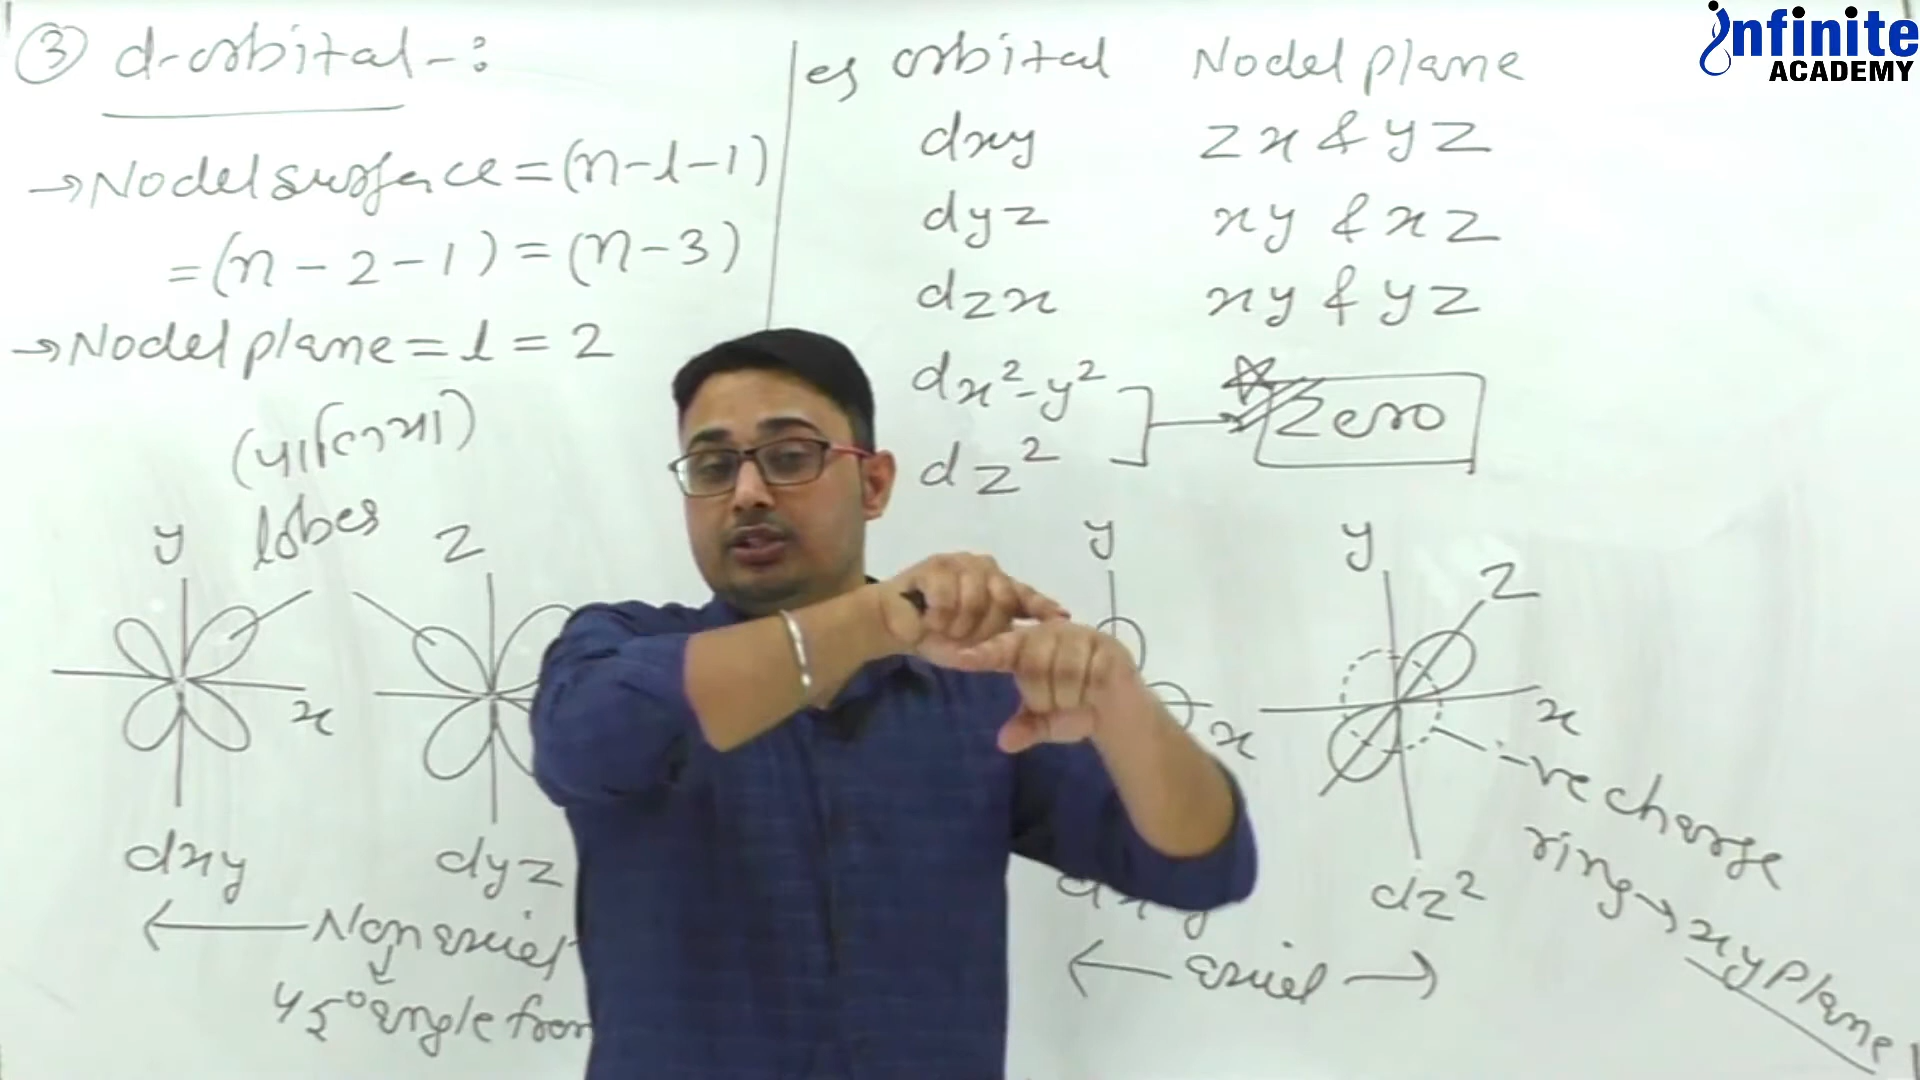 ③ d-orbital -:
→ Nodel surface = (n-l-1)
= (n - 2 - 1) = (n - 3)
→ Nodel plane = l = 2
lobes
y
x
dxy
z
dyz
← Non axial
45° angle from
eg orbital Nodel plane
dxy zx & yz
dyz xy & xz
dzx xy & yz
dx²-y²
dz²
Zero
y
x
y
z
x
dz²
-ve charge
ring → xy plane
← axial →
infinite
ACADEMY